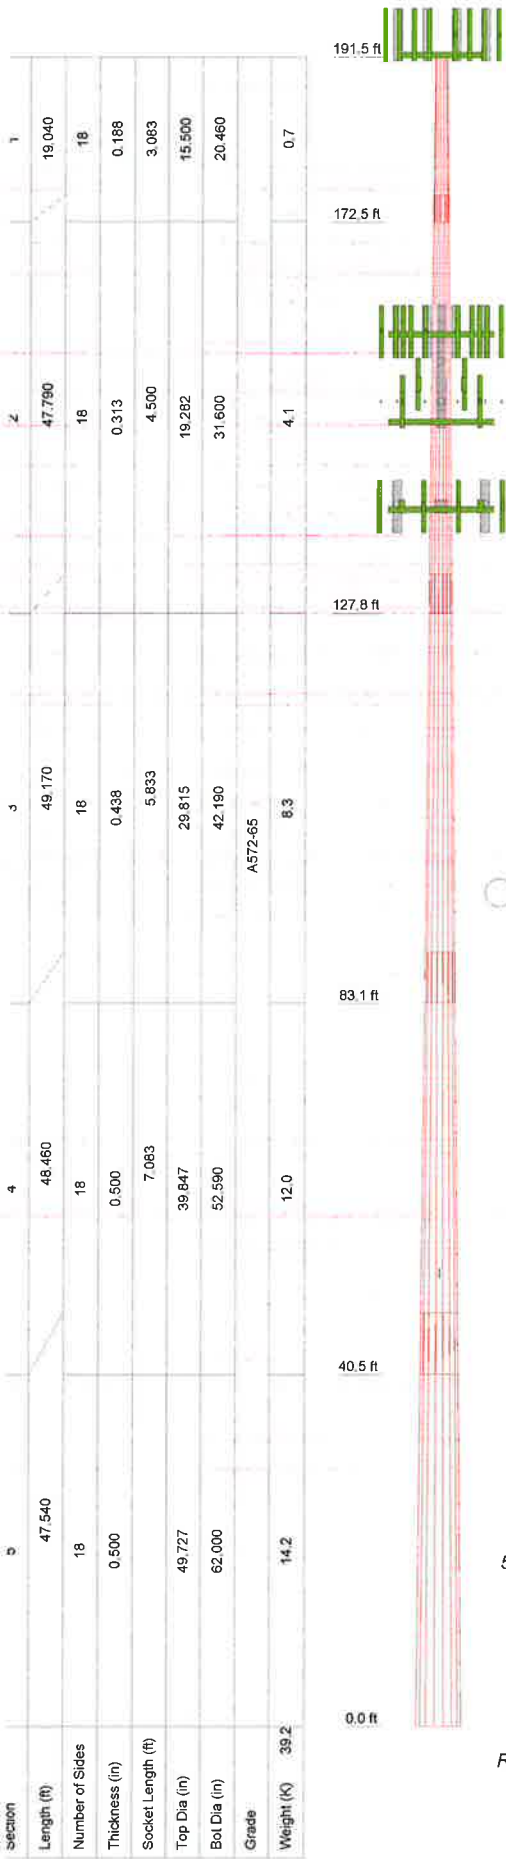 Section 5 4 3 2 1
Length (ft) 47.540 48.460 49.170 47.790 19.040
Number of Sides 18 18 18 18 18
Thickness (in) 0.500 0.500 0.438 0.313 0.188
Socket Length (ft) 7.083 5.833 4.500 3.083
Top Dia (in) 49.727 39.847 29.815 19.282 15.500
Bot Dia (in) 62.000 52.590 42.190 31.600 20.460
Grade A572-65
Weight (K) 39.2 14.2 12.0 8.3 4.1 0.7
191.5 ft
172.5 ft
127.8 ft
83.1 ft
40.5 ft
0.0 ft
5
R